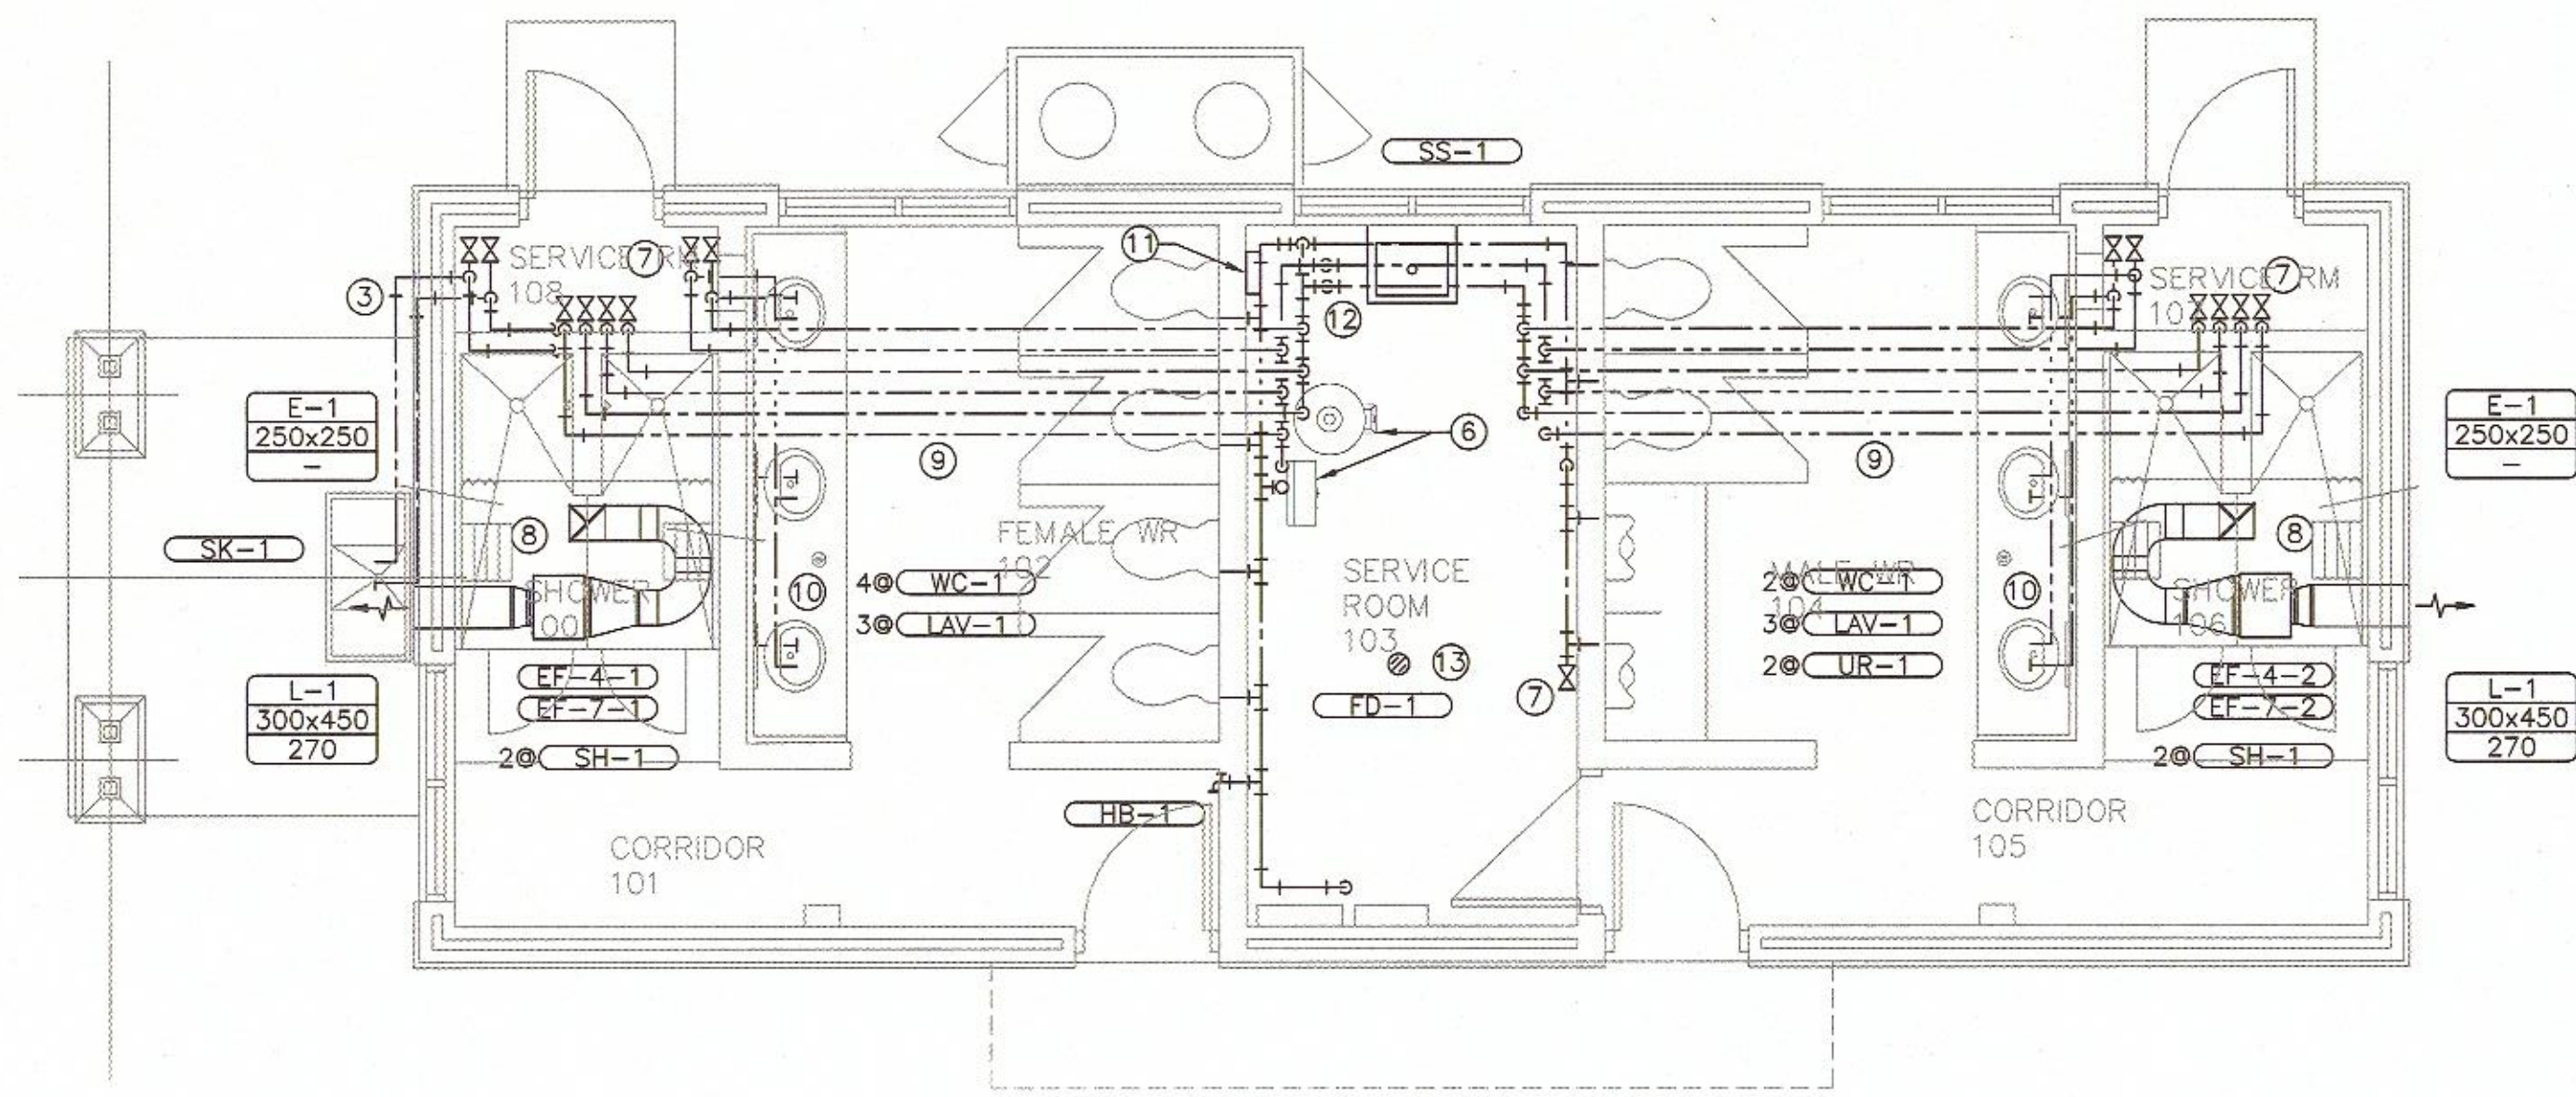 SS-1
11
SERVICE RM
108
7
3
12
SERVICE RM
7
E-1
250x250
-
E-1
250x250
-
6
9
9
SK-1
8
FEMALE WR
102
10
4@ WC-1
3@ LAV-1
SHOWER
SERVICE
ROOM
103
13
FD-1
7
MALE WR
104
2@ WC-1
3@ LAV-1
2@ UR-1
10
8
SHOWER
106
L-1
300x450
270
EF-4-1
EF-7-1
2@ SH-1
EF-4-2
EF-7-2
2@ SH-1
L-1
300x450
270
HB-1
CORRIDOR
101
CORRIDOR
105